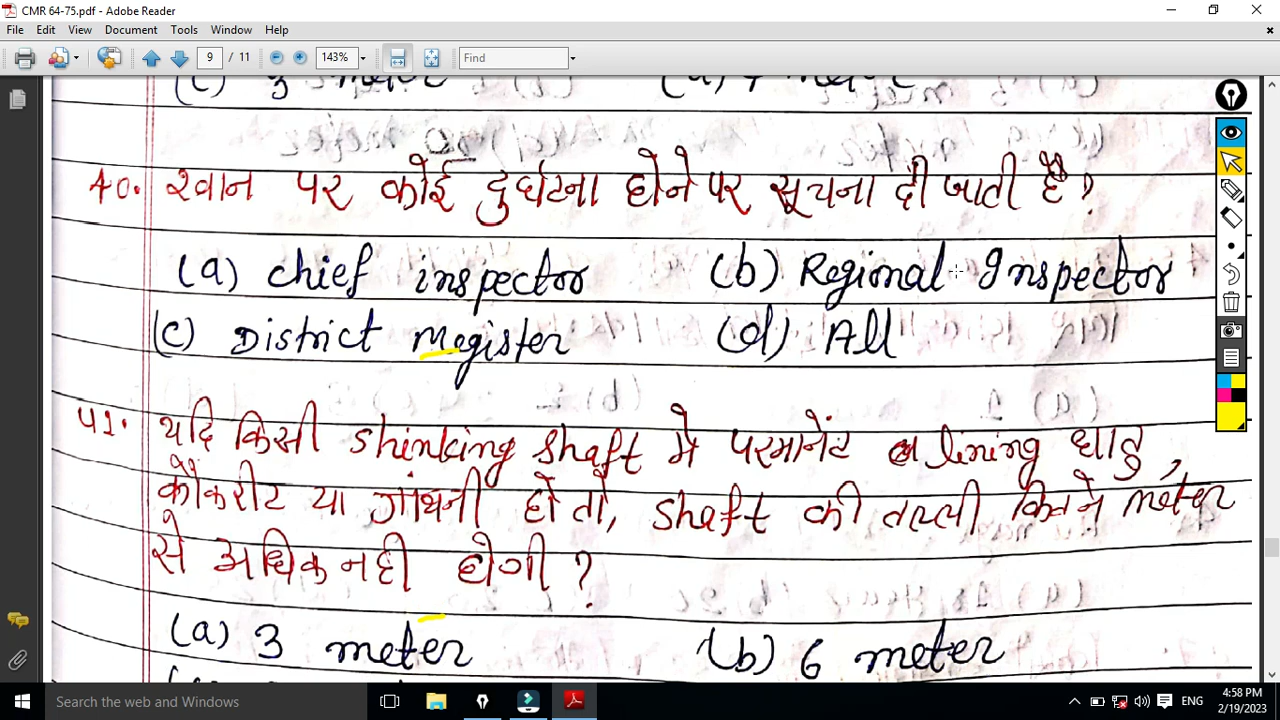 CMR 64-75.pdf - Adobe Reader
File Edit View Document Tools Window Help
9 / 11 143% Find
40. खान पर कोई दुर्घटना होने पर सूचना दी जाती है ?
(a) chief inspector (b) Regional Inspector
(c) District Megister (d) All
41. यदि किसी shinking shaft मे परमानेंट lining धातु,
कौकरीट या गांथनी हो तो, shaft की तल्ली कितने meter
से अधिक नही होगी ?
(a) 3 meter (b) 6 meter
Search the web and Windows
ENG 4:58 PM
2/19/2023